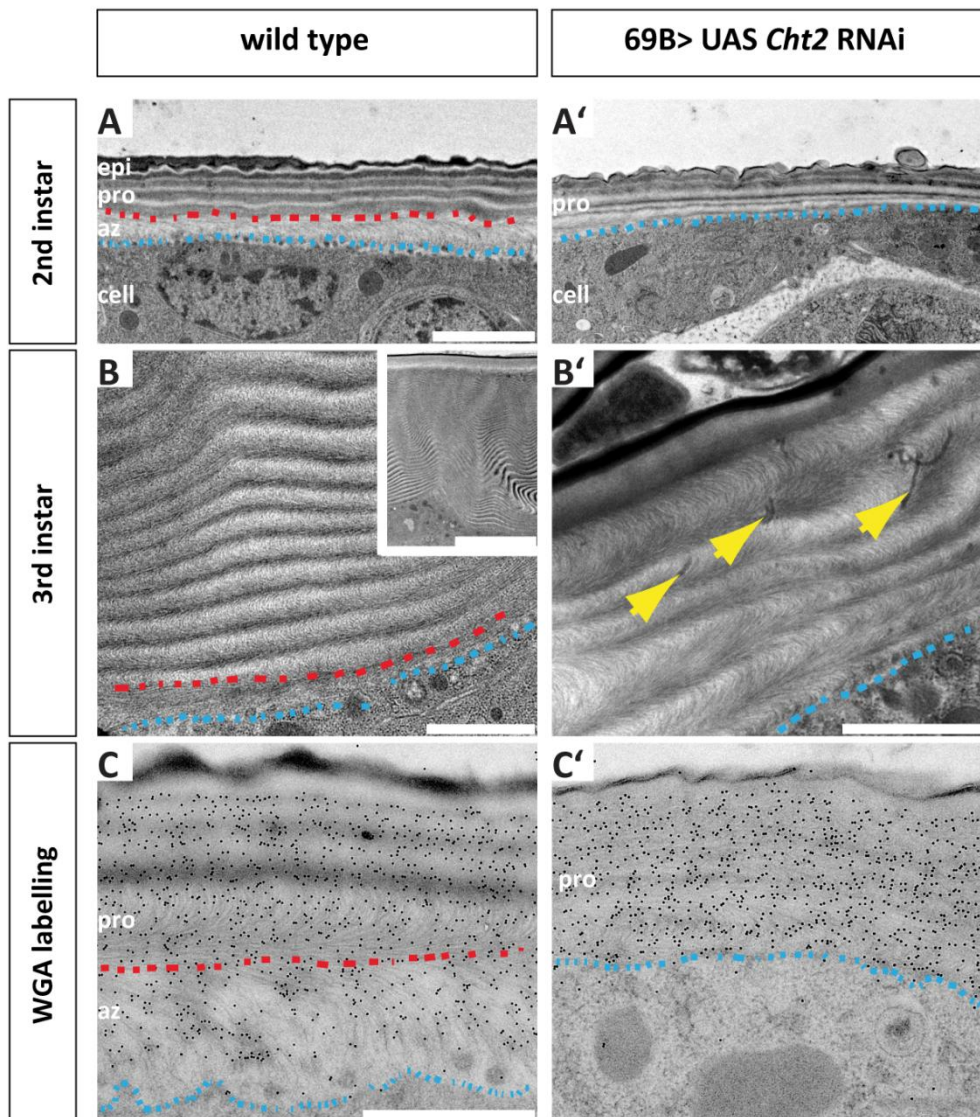 wild type
69B> UAS Cht2 RNAi
2nd instar
A
epi
pro
az
cell
A‘
pro
cell
3rd instar
B
B‘
WGA labelling
C
pro
az
C‘
pro